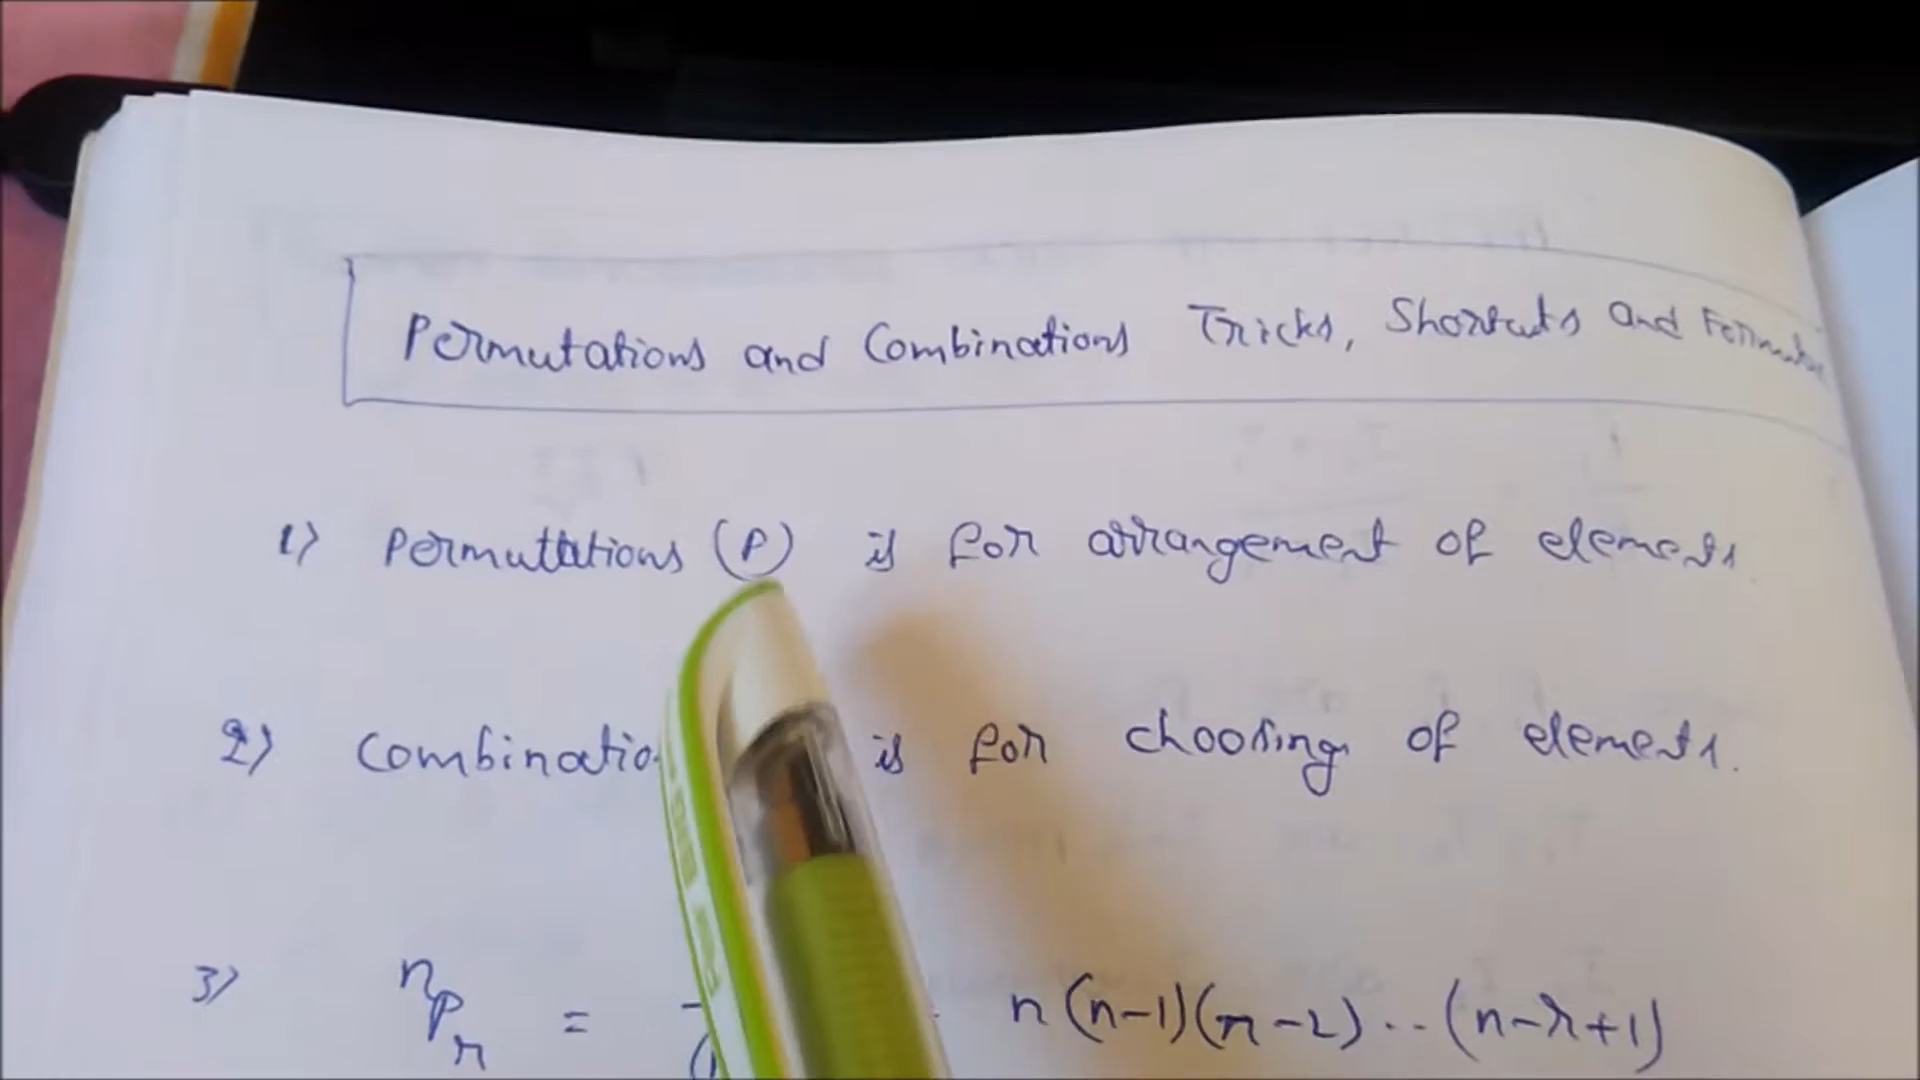 Permutations and Combinations Tricks, Shortcuts and
1) Permuttations (P) is for arrangement of elements.
2) Combinatio is for choosing of elements.
3) nPr = n(n-1)(n-2)...(n-r+1)